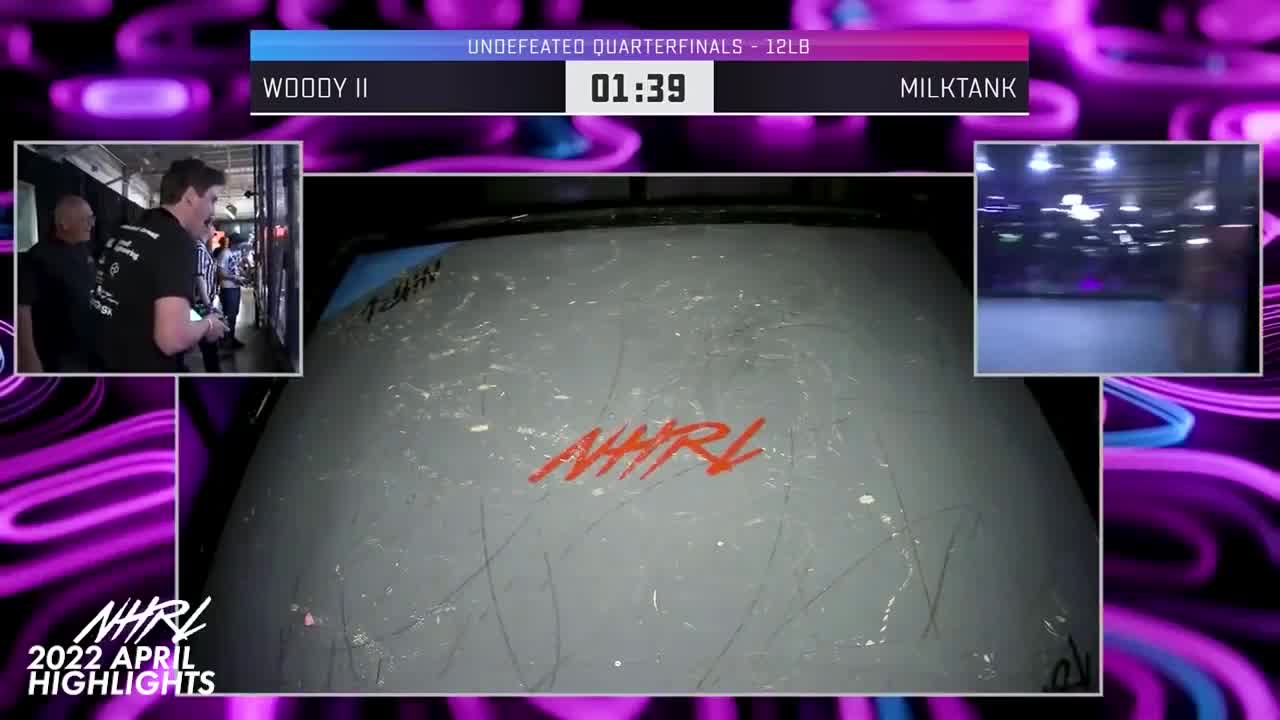 UNDEFEATED QUARTERFINALS - 12LB
WOODY II
01:39
MILKTANK
NHRL
NHRL
2022 APRIL
HIGHLIGHTS